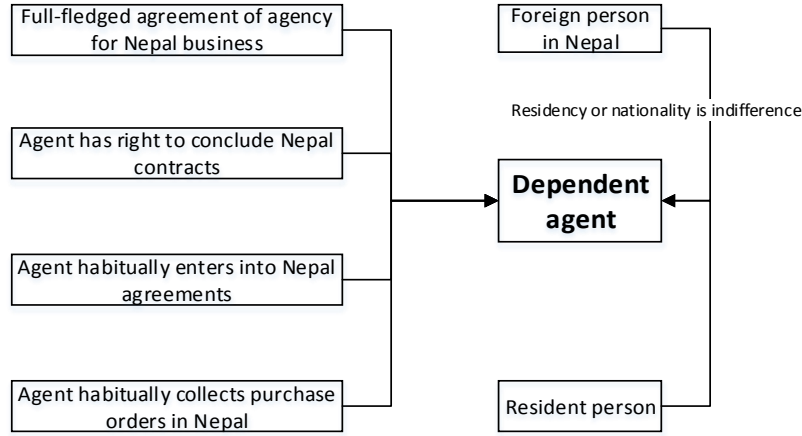 Full-fledged agreement of agency
for Nepal business
Agent has right to conclude Nepal
contracts
Agent habitually enters into Nepal
agreements
Agent habitually collects purchase
orders in Nepal
Foreign person
in Nepal
Residency or nationality is indifference
Dependent
agent
Resident person